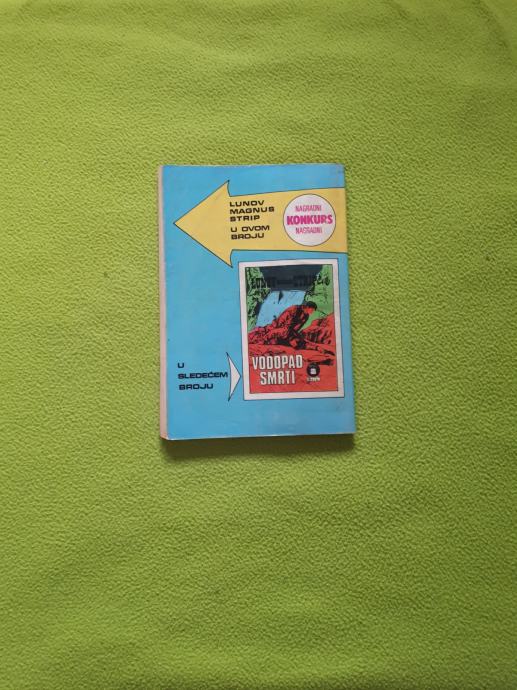 LUNOV
MAGNUS
STRIP
U OVOM
BROJU
NAGRADNI
KONKURS
NAGRADNI
VODOPAD
SMRTI
U
SLEDEĆEM
BROJU